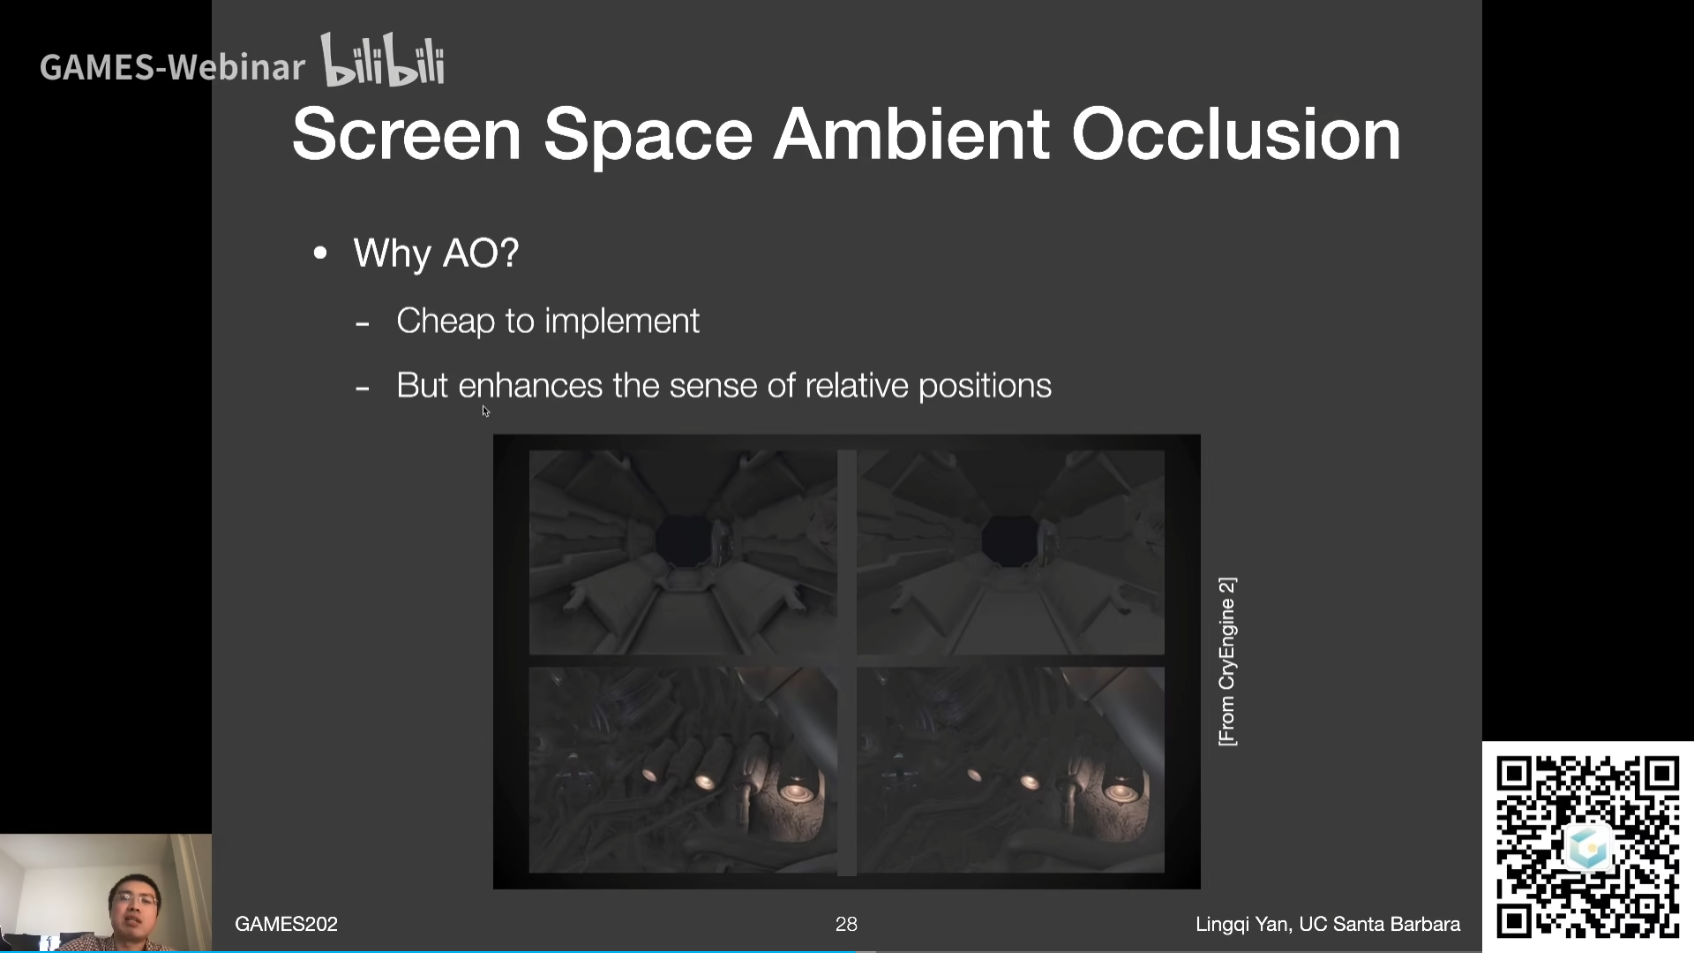 GAMES-Webinar bilibili
Screen Space Ambient Occlusion
• Why AO?
- Cheap to implement
- But enhances the sense of relative positions
[From CryEngine 2]
GAMES202
28
Lingqi Yan, UC Santa Barbara